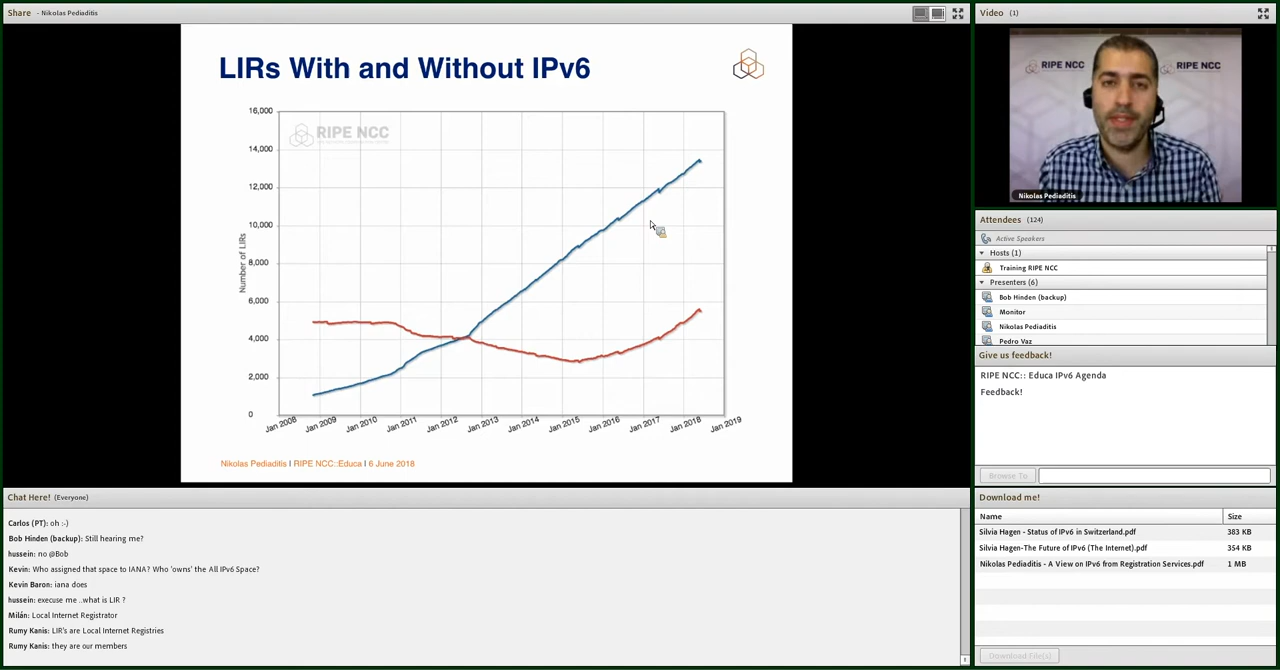 Share - Nikolas Pediaditis
LIRs With and Without IPv6
RIPE NCC
Number of LIRs
16,000
14,000
12,000
10,000
8,000
6,000
4,000
2,000
0
Jan 2008
Jan 2009
Jan 2010
Jan 2011
Jan 2012
Jan 2013
Jan 2014
Jan 2015
Jan 2016
Jan 2017
Jan 2018
Jan 2019
Nikolas Pediaditis I RIPE NCC::Educa I 6 June 2018
Chat Here! (Everyone)
Carlos (PT): oh :-)
Bob Hinden (backup): Still hearing me?
hussein: no @Bob
Kevin: Who assigned that space to IANA? Who 'owns' the All IPv6 Space?
Kevin Baron: iana does
hussein: execuse me ..what is LIR ?
Milán: Local Internet Registrator
Rumy Kanis: LIR's are Local Internet Registries
Rumy Kanis: they are our members
Video (1)
RIPE NCC
RIPE NCC
Nikolas Pediaditis
Attendees (124)
Active Speakers
Hosts (1)
Training RIPE NCC
Presenters (6)
Bob Hinden (backup)
Monitor
Nikolas Pediaditis
Pedro Vaz
Give us feedback!
RIPE NCC:: Educa IPv6 Agenda
Feedback!
Browse To
Download me!
Name Size
Silvia Hagen - Status of IPv6 in Switzerland.pdf 383 KB
Silvia Hagen-The Future of IPv6 (The Internet).pdf 354 KB
Nikolas Pediaditis - A View on IPv6 from Registration Services.pdf 1 MB
Download File(s)